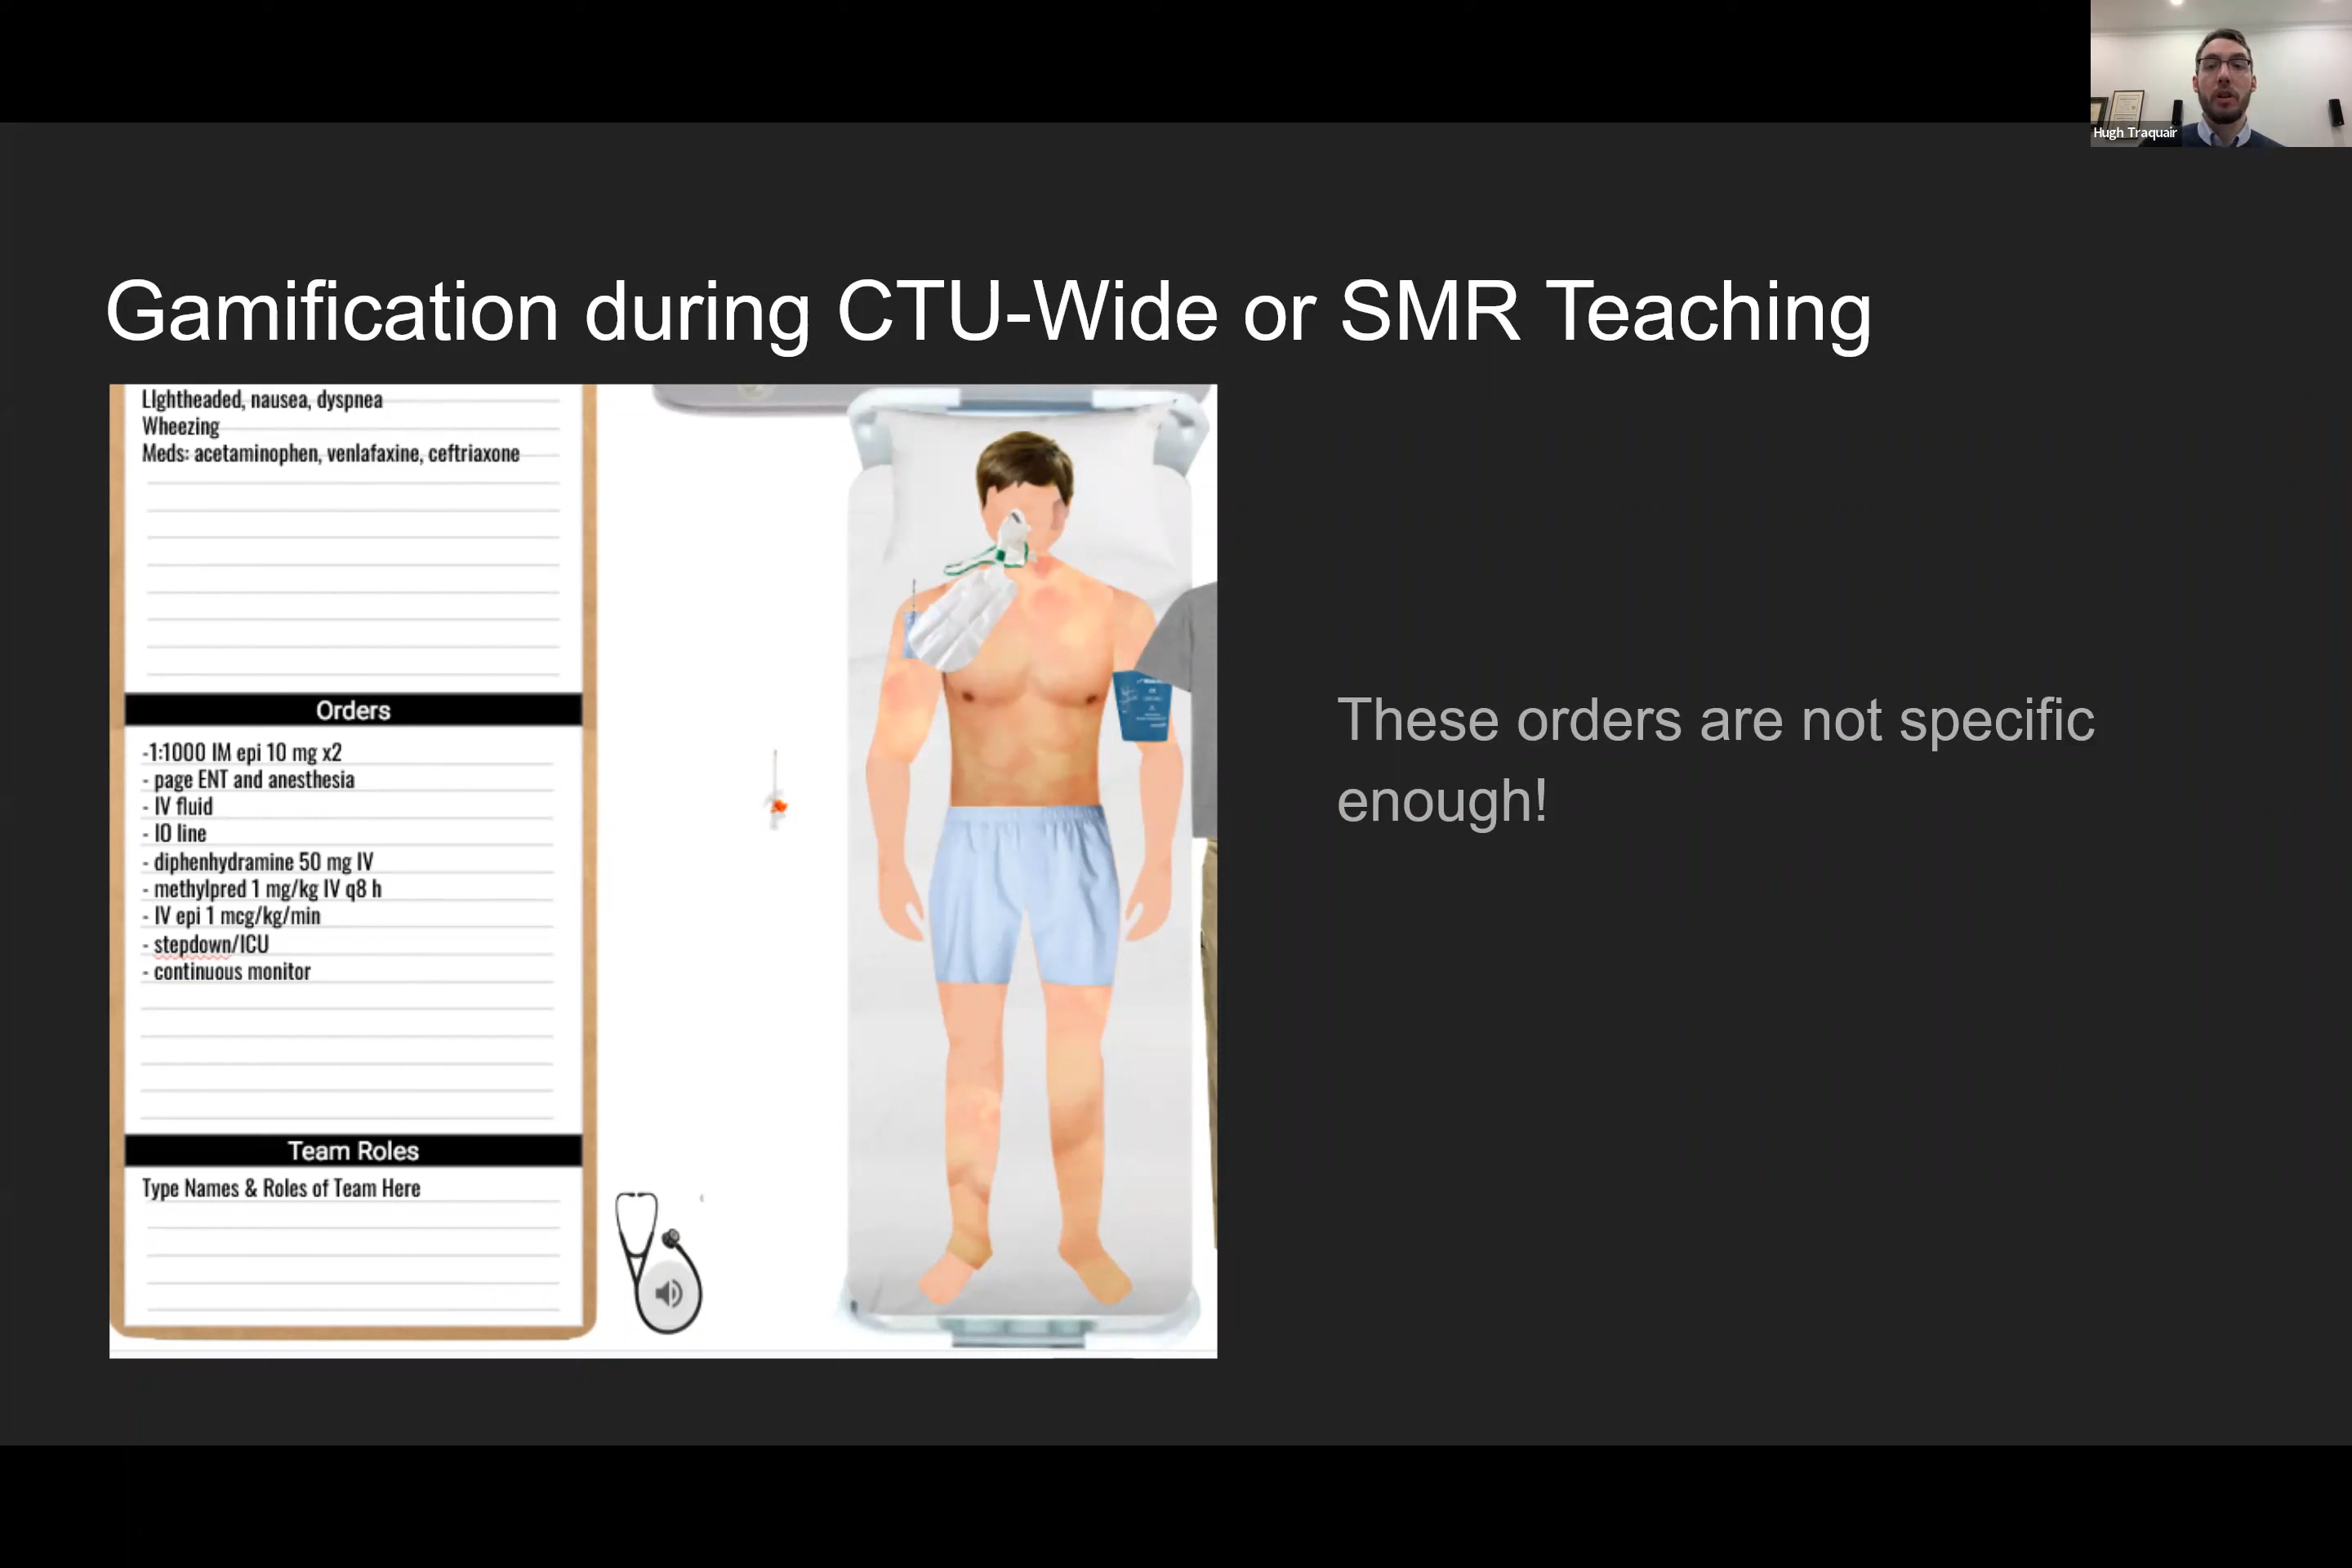 Hugh Traquair
Gamification during CTU-Wide or SMR Teaching
LIghtheaded, nausea, dyspnea
Wheezing
Meds: acetaminophen, venlafaxine, ceftriaxone
Orders
-1:1000 IM epi 10 mg x2
- page ENT and anesthesia
- IV fluid
- IO line
- diphenhydramine 50 mg IV
- methylpred 1 mg/kg IV q8 h
- IV epi 1 mcg/kg/min
- stepdown/ICU
- continuous monitor
Team Roles
Type Names & Roles of Team Here
These orders are not specific
enough!